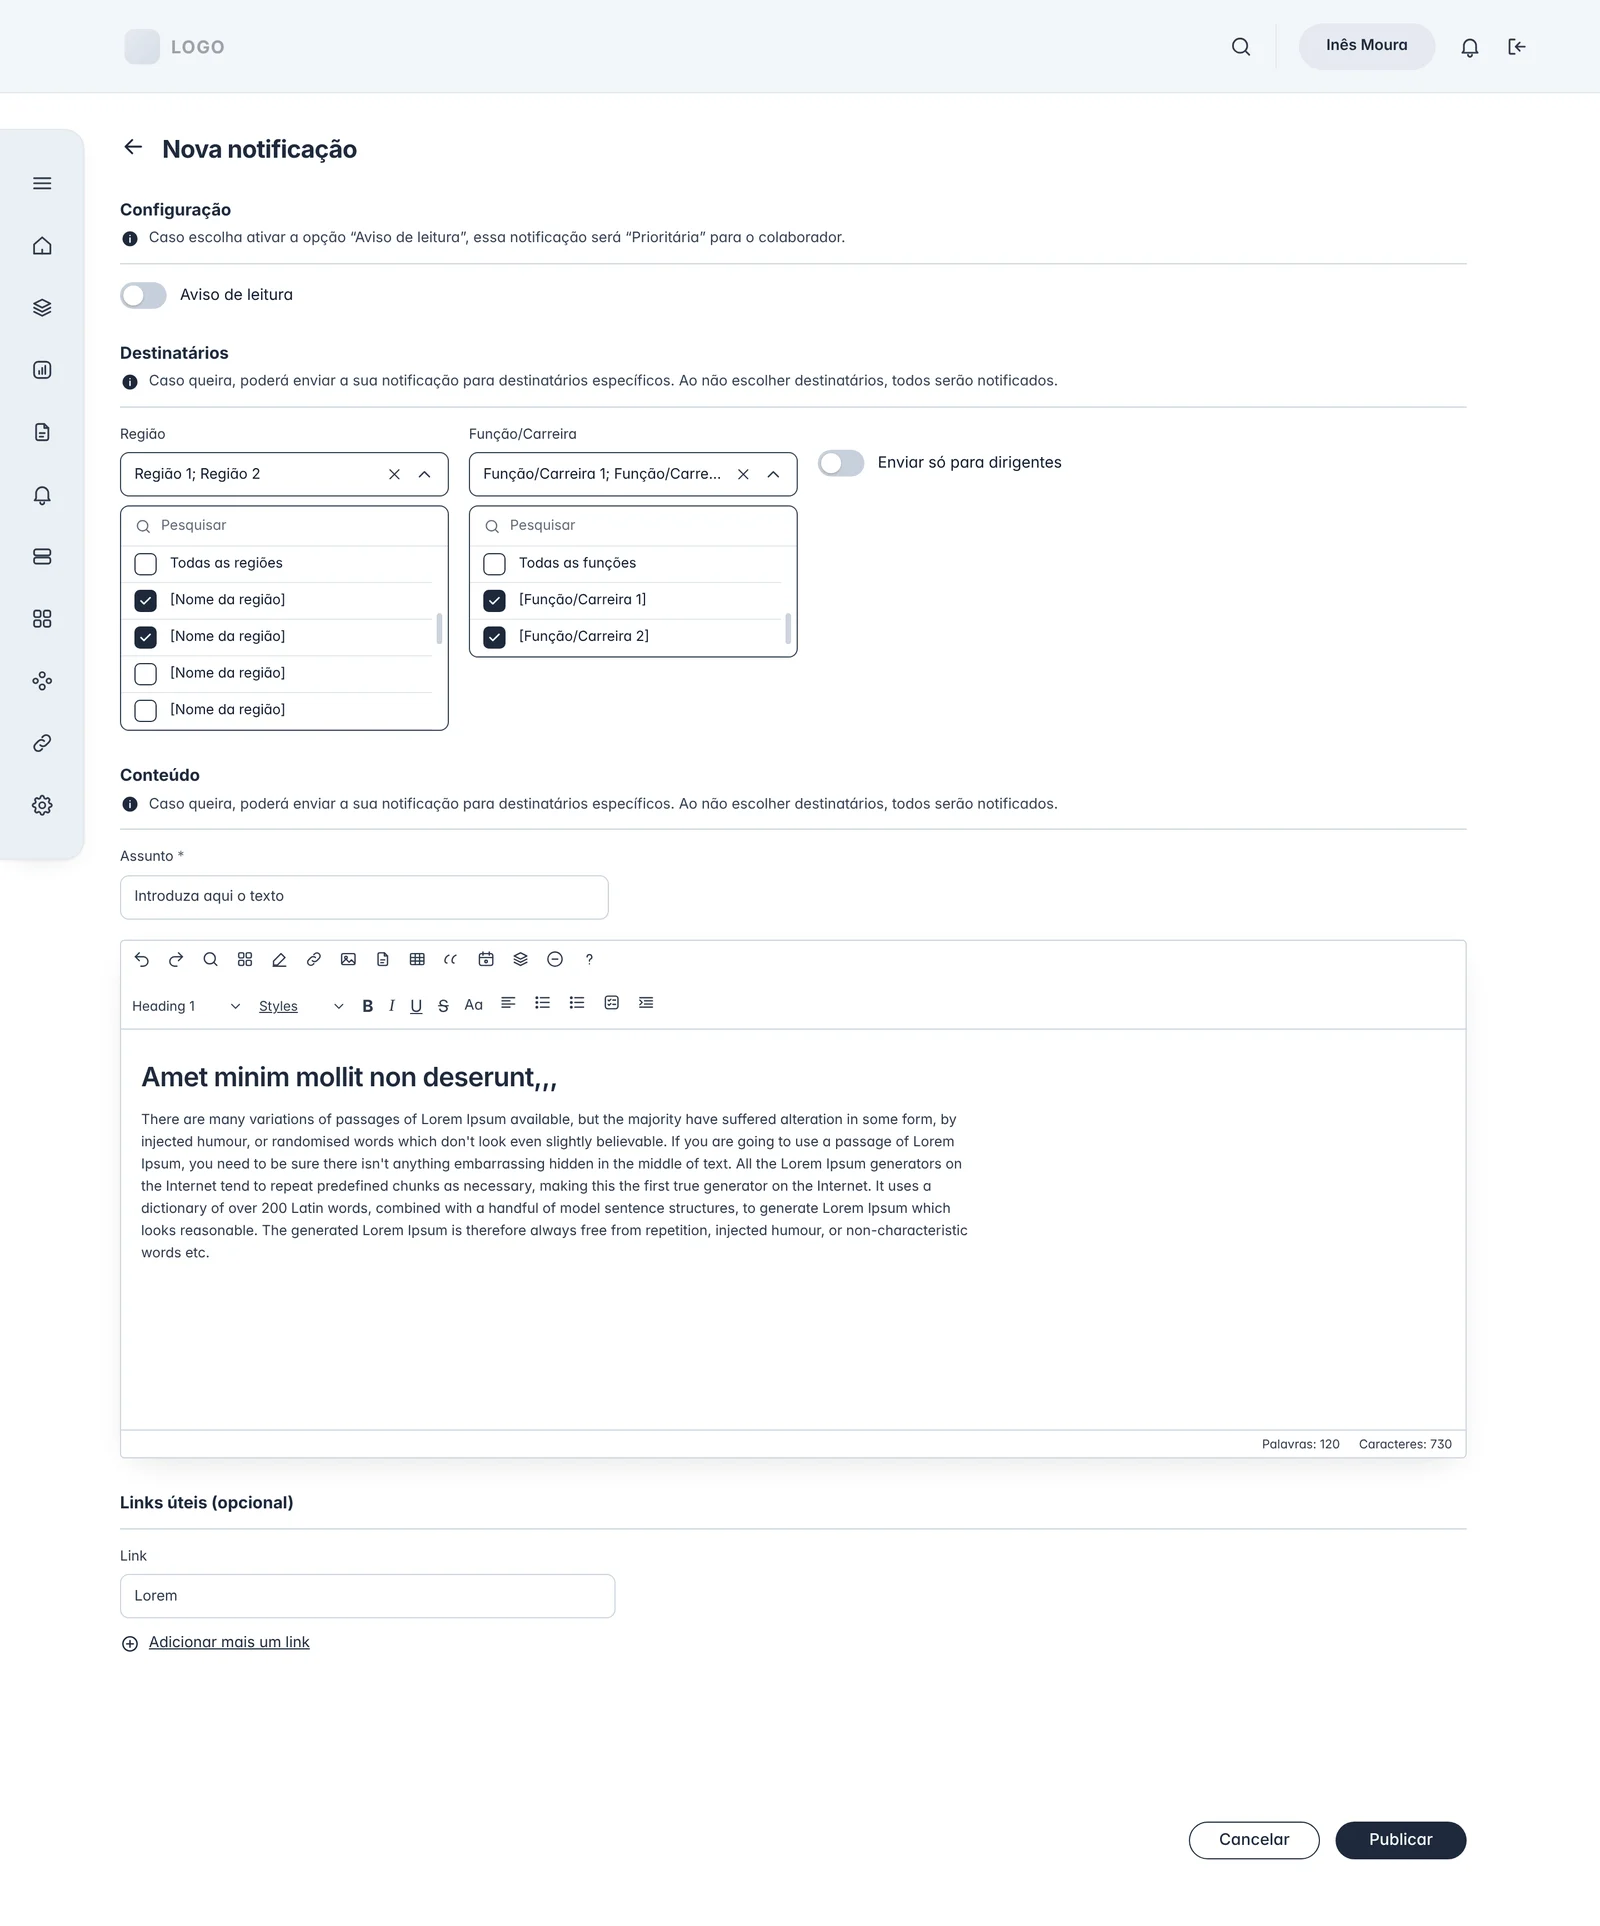 LOGO
Inês Moura
Nova notificação
Configuração
Caso escolha ativar a opção “Aviso de leitura”, essa notificação será “Prioritária” para o colaborador.
Aviso de leitura
Destinatários
Caso queira, poderá enviar a sua notificação para destinatários específicos. Ao não escolher destinatários, todos serão notificados.
Região
Função/Carreira
Região 1; Região 2
Função/Carreira 1; Função/Carre...
Enviar só para dirigentes
Pesquisar
Todas as regiões
[Nome da região]
[Nome da região]
[Nome da região]
[Nome da região]
Pesquisar
Todas as funções
[Função/Carreira 1]
[Função/Carreira 2]
Conteúdo
Caso queira, poderá enviar a sua notificação para destinatários específicos. Ao não escolher destinatários, todos serão notificados.
Assunto *
Introduza aqui o texto
?
Heading 1 Styles B I U S Aa
Amet minim mollit non deserunt,,,
There are many variations of passages of Lorem Ipsum available, but the majority have suffered alteration in some form, by
injected humour, or randomised words which don't look even slightly believable. If you are going to use a passage of Lorem
Ipsum, you need to be sure there isn't anything embarrassing hidden in the middle of text. All the Lorem Ipsum generators on
the Internet tend to repeat predefined chunks as necessary, making this the first true generator on the Internet. It uses a
dictionary of over 200 Latin words, combined with a handful of model sentence structures, to generate Lorem Ipsum which
looks reasonable. The generated Lorem Ipsum is therefore always free from repetition, injected humour, or non-characteristic
words etc.
Palavras: 120 Caracteres: 730
Links úteis (opcional)
Link
Lorem
Adicionar mais um link
Cancelar
Publicar